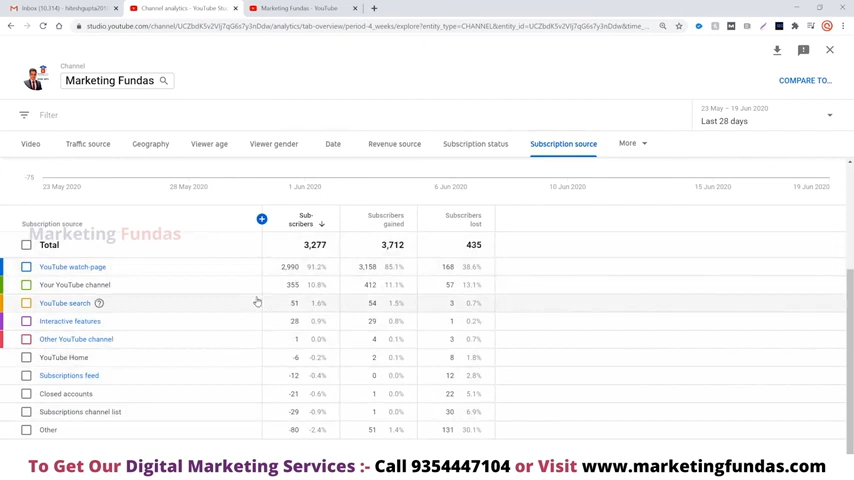 Inbox (10,314) - hiteshgupta201
Channel analytics - YouTube Stu
Marketing Fundas - YouTube
studio.youtube.com/channel/UCZbdK5v2Vlj7qG6s7y3nDdw/analytics/tab-overview/period-4_weeks/explore?entity_type=CHANNEL&entity_id=UCZbdK5v2Vlj7qG6s7y3nDdw&time_...
Channel
Marketing Fundas
COMPARE TO...
Filter
23 May – 19 Jun 2020
Last 28 days
Video Traffic source Geography Viewer age Viewer gender Date Revenue source Subscription status Subscription source More
-75
23 May 2020 28 May 2020 1 Jun 2020 6 Jun 2020 10 Jun 2020 15 Jun 2020 19 Jun 2020
Subscription source Sub-scribers Subscribers gained Subscribers lost
Marketing Fundas
Total 3,277 3,712 435
YouTube watch-page 2,990 91.2% 3,158 85.1% 168 38.6%
Your YouTube channel 355 10.8% 412 11.1% 57 13.1%
YouTube search 51 1.6% 54 1.5% 3 0.7%
Interactive features 28 0.9% 29 0.8% 1 0.2%
Other YouTube channel 1 0.0% 4 0.1% 3 0.7%
YouTube Home -6 -0.2% 2 0.1% 8 1.8%
Subscriptions feed -12 -0.4% 0 0.0% 12 2.8%
Closed accounts -21 -0.6% 1 0.0% 22 5.1%
Subscriptions channel list -29 -0.9% 1 0.0% 30 6.9%
Other -80 -2.4% 51 1.4% 131 30.1%
To Get Our Digital Marketing Services :- Call 9354447104 or Visit www.marketingfundas.com